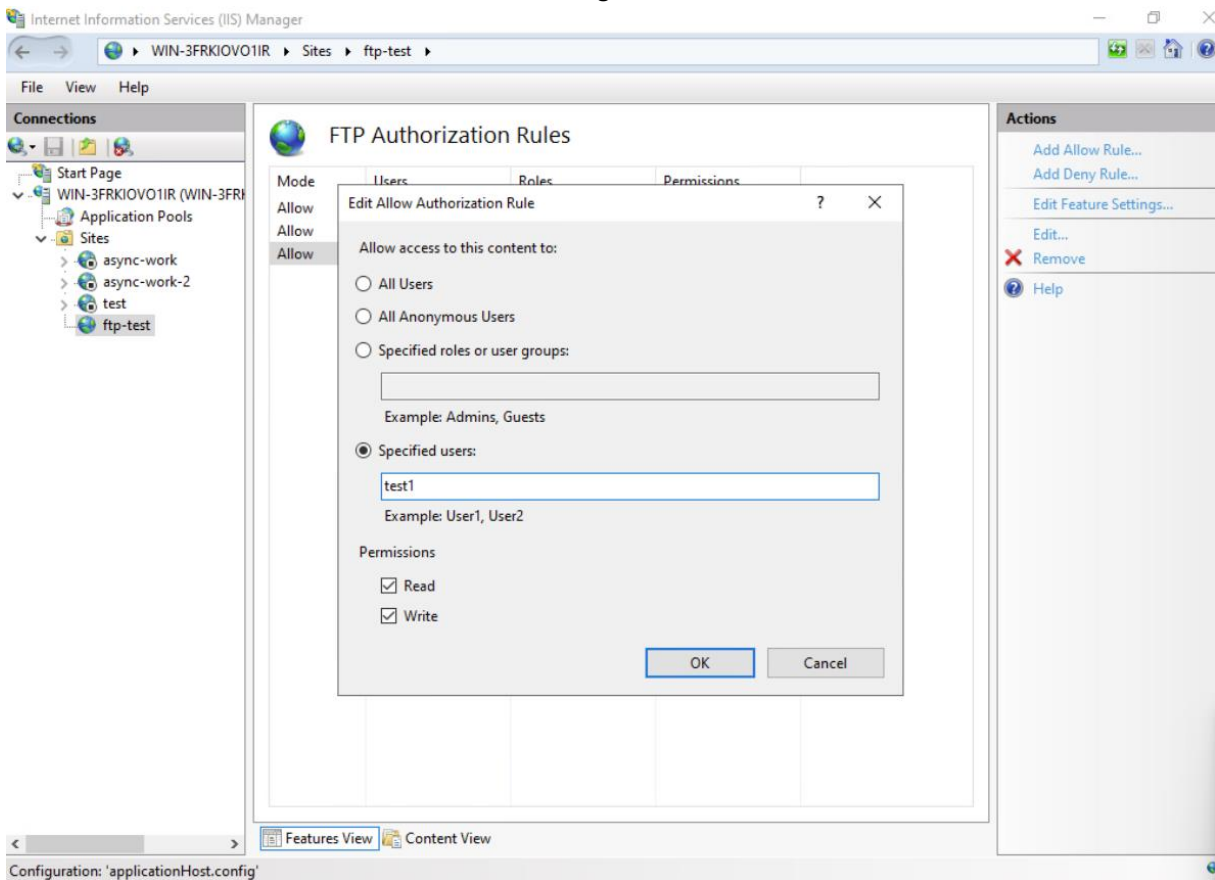 Internet Information Services (IIS) Manager
WIN-3FRKIOVO1IR Sites ftp-test
File View Help
Connections
Start Page
WIN-3FRKIOVO1IR (WIN-3FR
Application Pools
Sites
async-work
async-work-2
test
ftp-test
FTP Authorization Rules
Mode Users Roles Permissions
Allow
Allow
Allow
Edit Allow Authorization Rule ?
Allow access to this content to:
All Users
All Anonymous Users
Specified roles or user groups:
Example: Admins, Guests
Specified users:
test1
Example: User1, User2
Permissions
Read
Write
OK Cancel
Features View Content View
Actions
Add Allow Rule...
Add Deny Rule...
Edit Feature Settings...
Edit...
Remove
Help
Configuration: 'applicationHost.config'